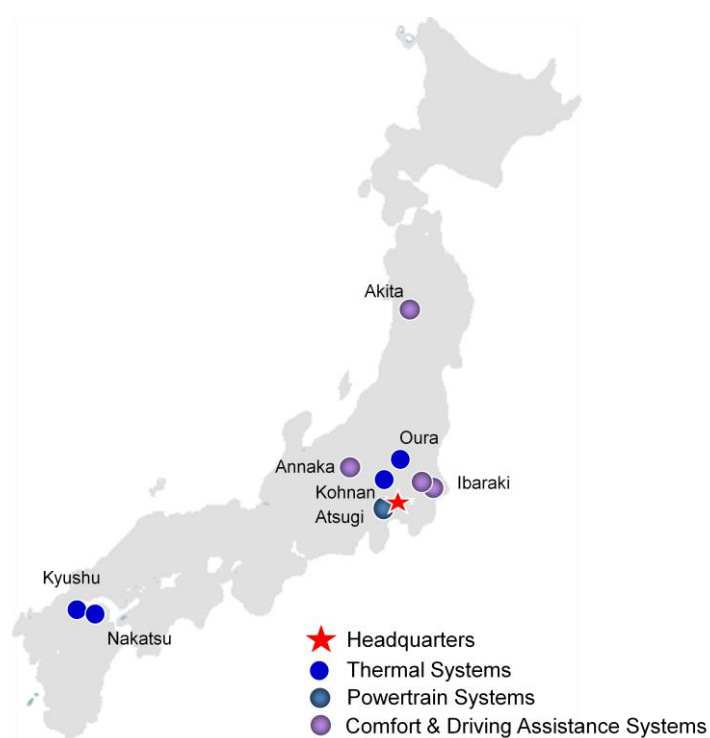 Akita
Oura
Annaka
Kohnan
Ibaraki
Atsugi
Kyushu
Nakatsu
Headquarters
Thermal Systems
Powertrain Systems
Comfort & Driving Assistance Systems